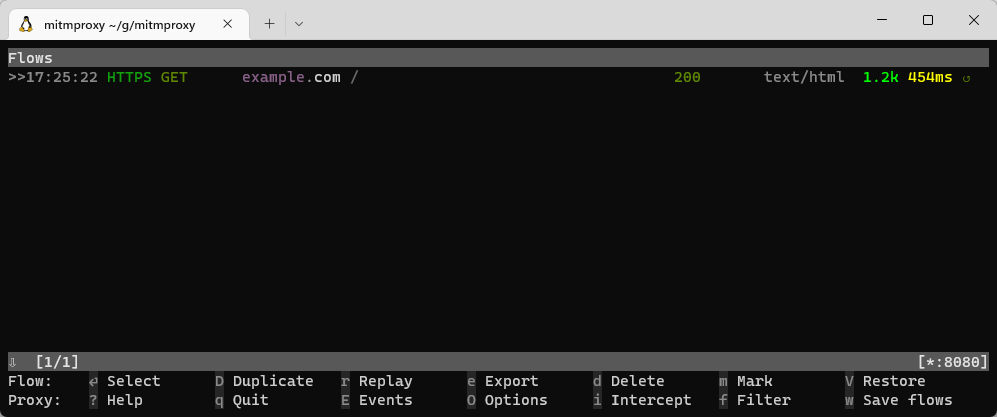 mitmproxy ~/g/mitmproxy
Flows
>>17:25:22 HTTPS GET example.com / 200 text/html 1.2k 454ms ↺
⇩ [1/1] [*:8080]
Flow: ↵ Select D Duplicate r Replay e Export d Delete m Mark V Restore
Proxy: ? Help q Quit E Events O Options i Intercept f Filter w Save flows